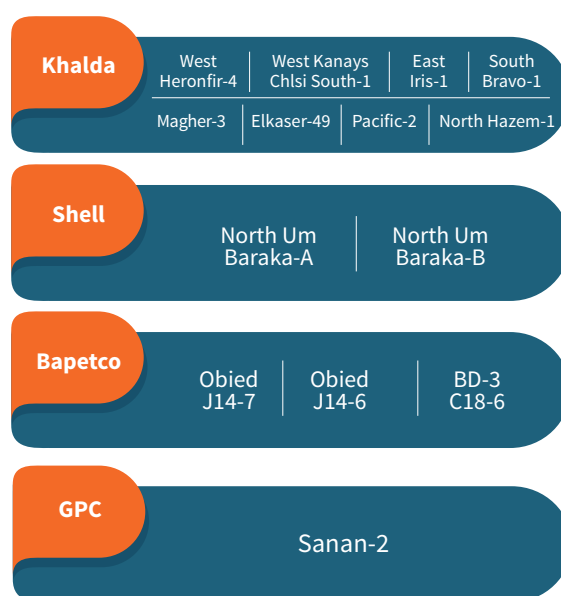 Khalda
West Heronfir-4
West Kanays Chlsi South-1
East Iris-1
South Bravo-1
Magher-3
Elkaser-49
Pacific-2
North Hazem-1
Shell
North Um Baraka-A
North Um Baraka-B
Bapetco
Obied J14-7
Obied J14-6
BD-3 C18-6
GPC
Sanan-2